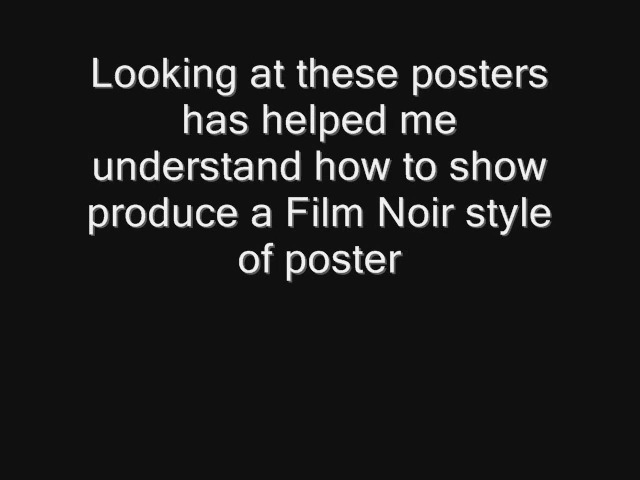 Looking at these posters
has helped me
understand how to show
produce a Film Noir style
of poster